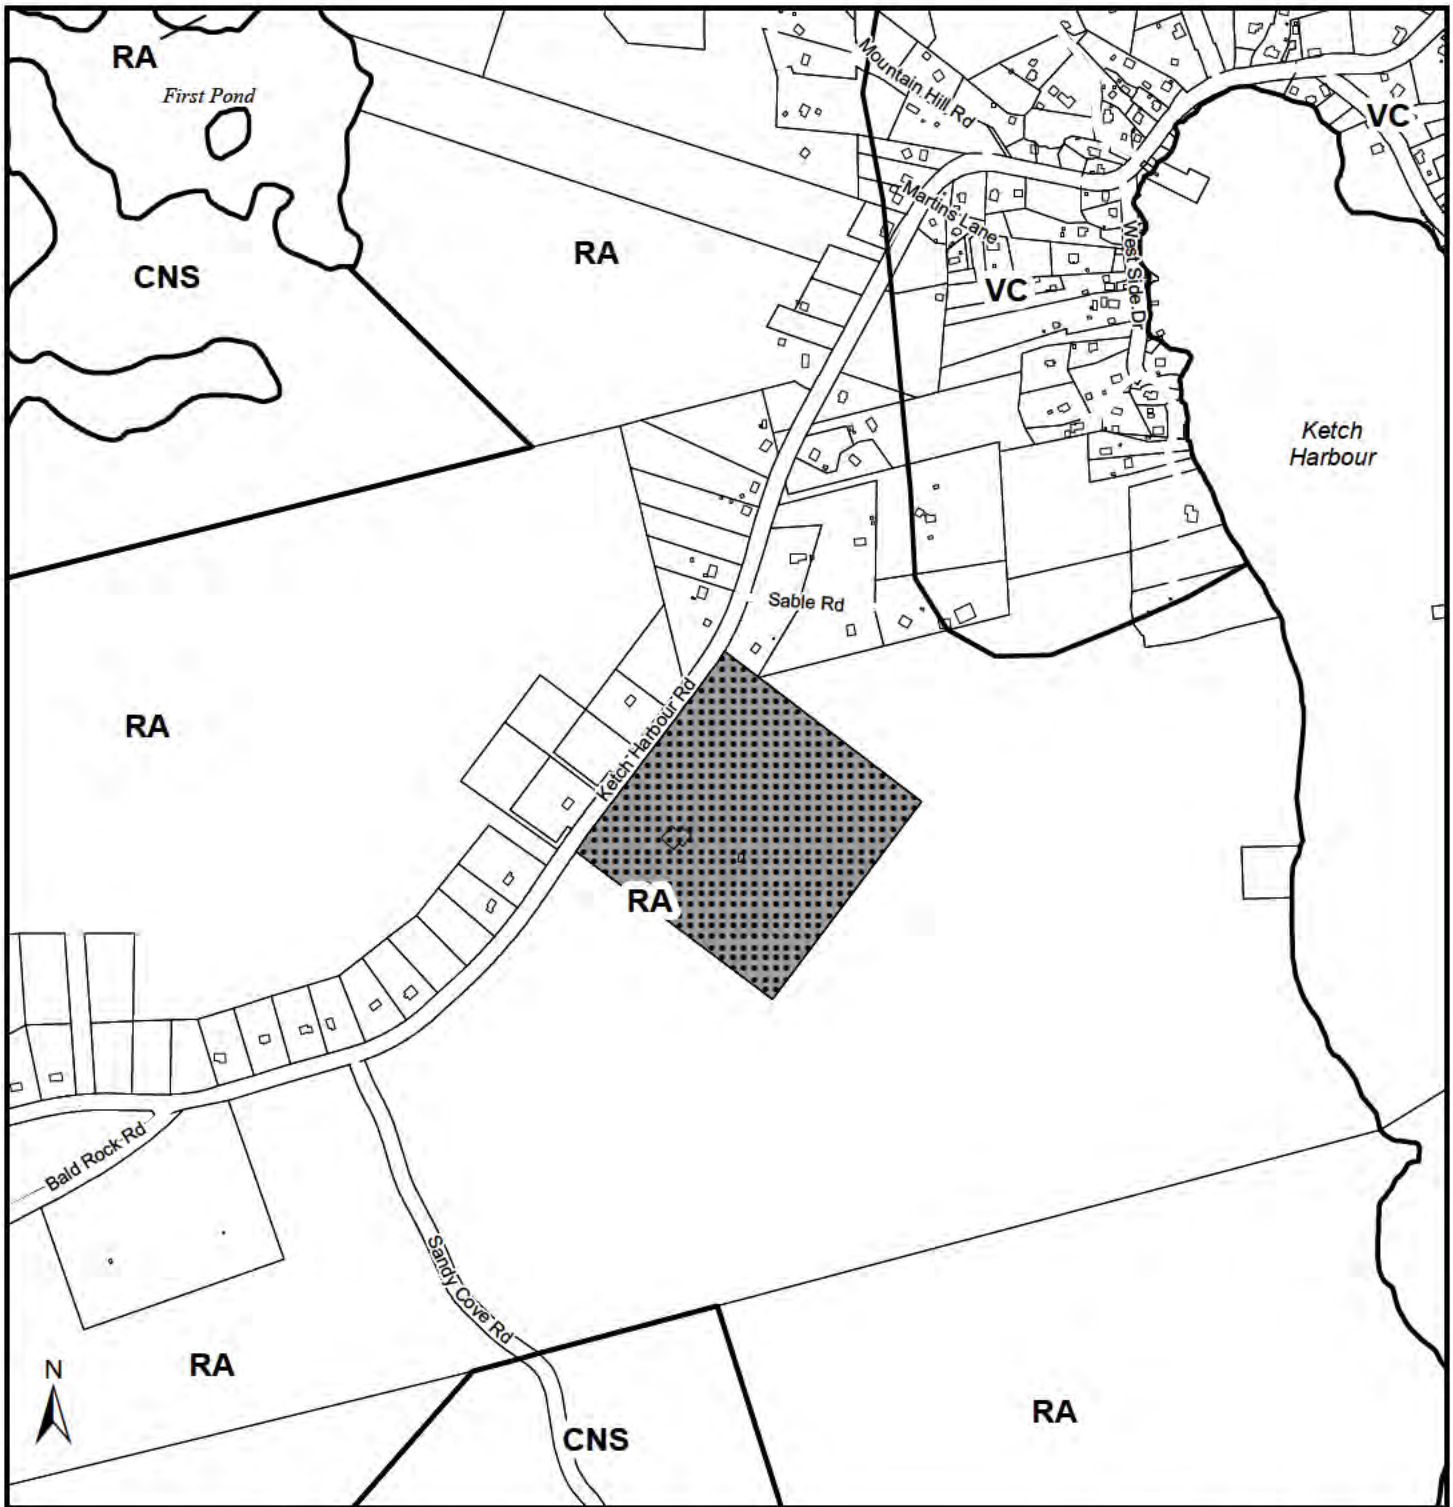 RA
First Pond
Mountain Hill Rd
VC
Martins Lane
RA
West Side Dr
CNS
VC
Ketch
Harbour
Sable Rd
RA
Ketch Harbour Rd
RA
Bald Rock Rd
Sandy Cove Rd
RA
N
RA
CNS